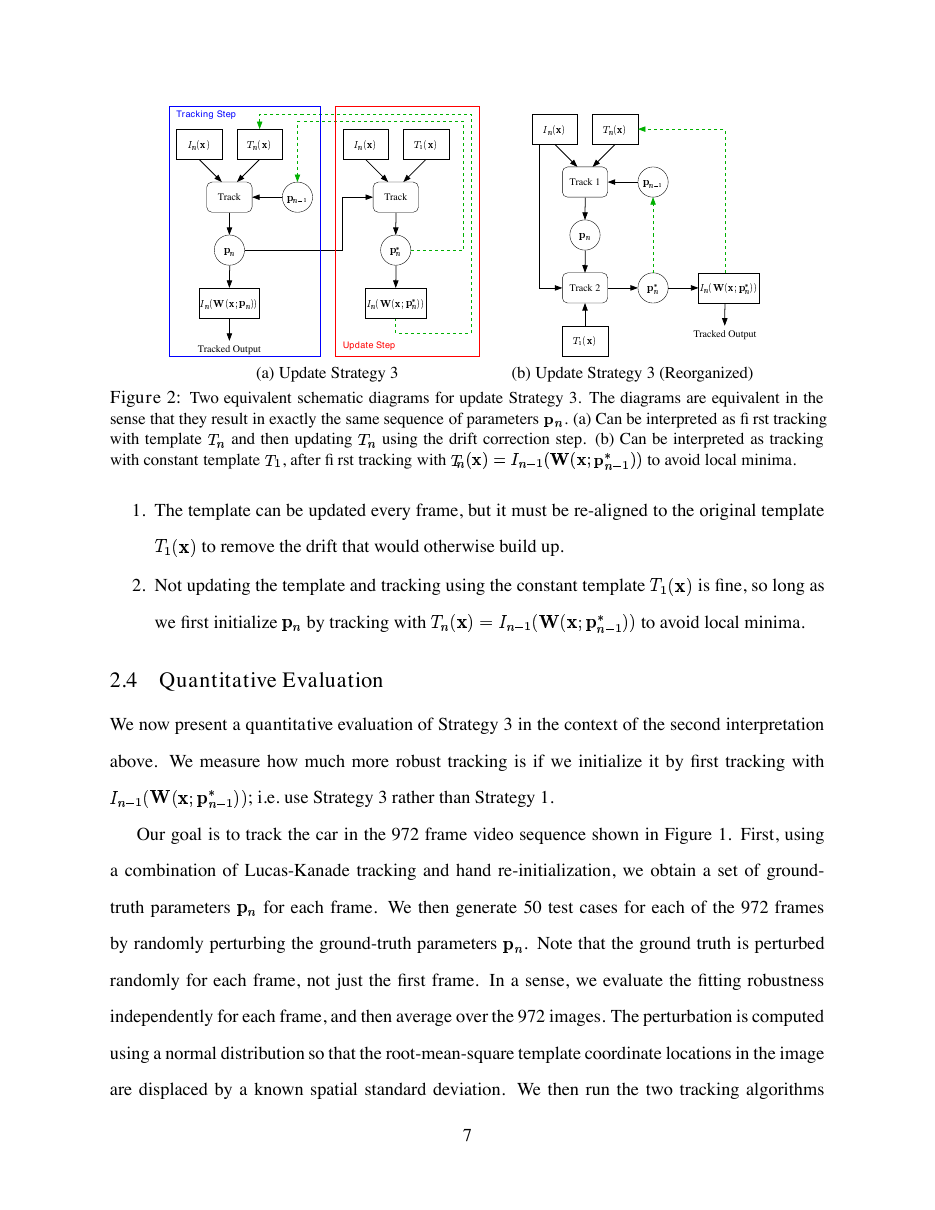 Tracking Step
Iₙ(x) Tₙ(x) Iₙ(x) T₁(x)
Track pₙ₋₁ Track
pₙ p*ₙ
Iₙ(W(x;pₙ)) Iₙ(W(x;p*ₙ))
Tracked Output
Update Step
Iₙ(x) Tₙ(x)
Track 1 pₙ₋₁
pₙ
Track 2 p*ₙ Iₙ(W(x;p*ₙ))
Tracked Output
T₁(x)
(a) Update Strategy 3 (b) Update Strategy 3 (Reorganized)
Figure 2: Two equivalent schematic diagrams for update Strategy 3. The diagrams are equivalent in the
sense that they result in exactly the same sequence of parameters pₙ. (a) Can be interpreted as fi rst tracking
with template Tₙ and then updating Tₙ using the drift correction step. (b) Can be interpreted as tracking
with constant template T₁, after fi rst tracking with Tₙ(x) = Iₙ₋₁(W(x;p*ₙ₋₁)) to avoid local minima.
1. The template can be updated every frame, but it must be re-aligned to the original template
T₁(x) to remove the drift that would otherwise build up.
2. Not updating the template and tracking using the constant template T₁(x) is fine, so long as
we first initialize pₙ by tracking with Tₙ(x) = Iₙ₋₁(W(x;p*ₙ₋₁)) to avoid local minima.
2.4 Quantitative Evaluation
We now present a quantitative evaluation of Strategy 3 in the context of the second interpretation
above. We measure how much more robust tracking is if we initialize it by first tracking with
Iₙ₋₁(W(x;p*ₙ₋₁)); i.e. use Strategy 3 rather than Strategy 1.
Our goal is to track the car in the 972 frame video sequence shown in Figure 1. First, using
a combination of Lucas-Kanade tracking and hand re-initialization, we obtain a set of ground-
truth parameters pₙ for each frame. We then generate 50 test cases for each of the 972 frames
by randomly perturbing the ground-truth parameters pₙ. Note that the ground truth is perturbed
randomly for each frame, not just the first frame. In a sense, we evaluate the fitting robustness
independently for each frame, and then average over the 972 images. The perturbation is computed
using a normal distribution so that the root-mean-square template coordinate locations in the image
are displaced by a known spatial standard deviation. We then run the two tracking algorithms
7